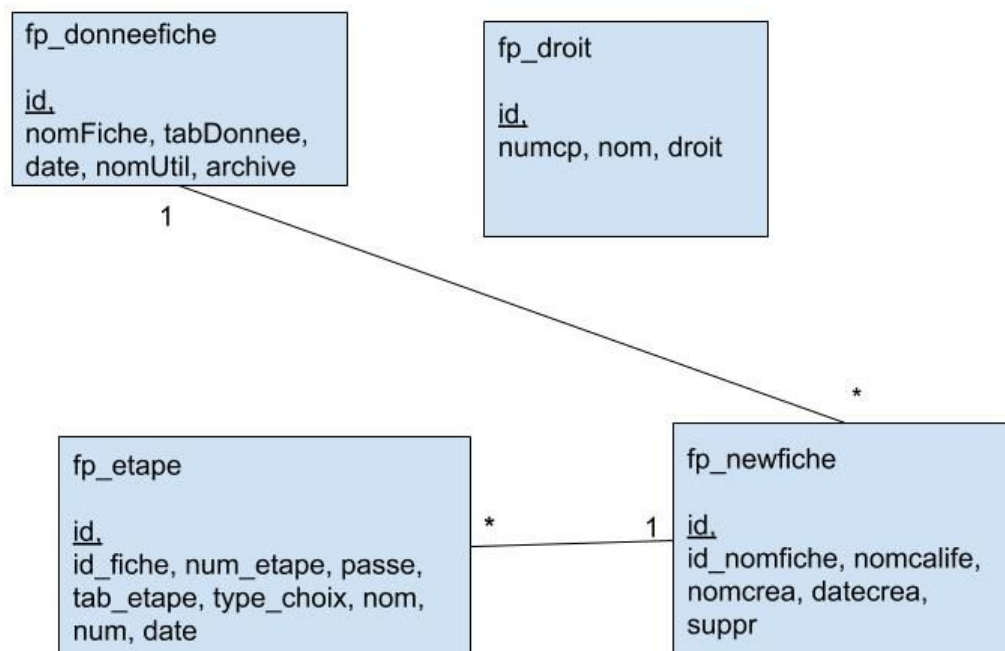 fp_donneefiche
id,
nomFiche, tabDonnee,
date, nomUtil, archive
fp_droit
id,
numcp, nom, droit
1
*
fp_etape
id,
id_fiche, num_etape, passe,
tab_etape, type_choix, nom,
num, date
*
1
fp_newfiche
id,
id_nomfiche, nomcalife,
nomcrea, datecrea,
suppr